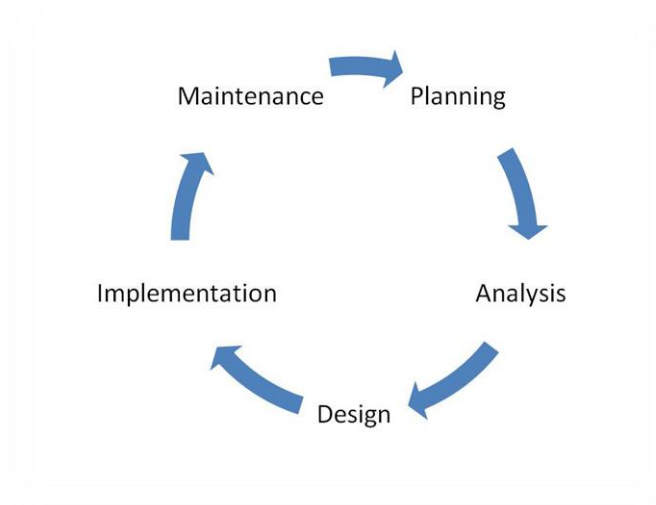 Maintenance
Planning
Implementation
Analysis
Design